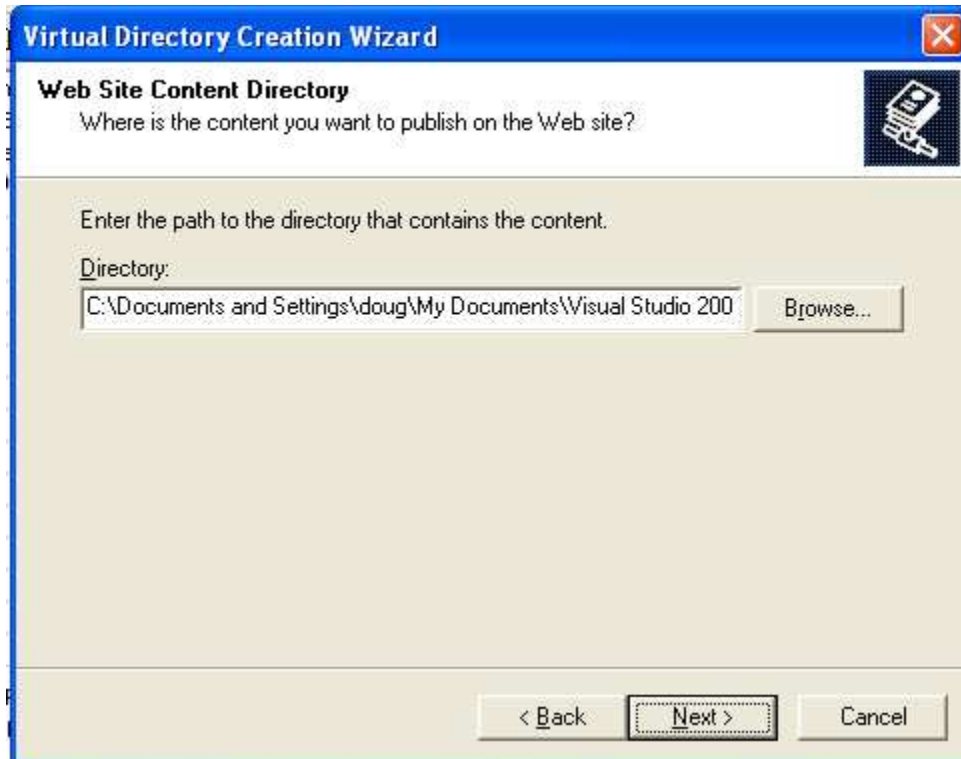 Virtual Directory Creation Wizard
Web Site Content Directory
Where is the content you want to publish on the Web site?
Enter the path to the directory that contains the content.
Directory:
C:\Documents and Settings\doug\My Documents\Visual Studio 200
Browse...
< Back
Next >
Cancel